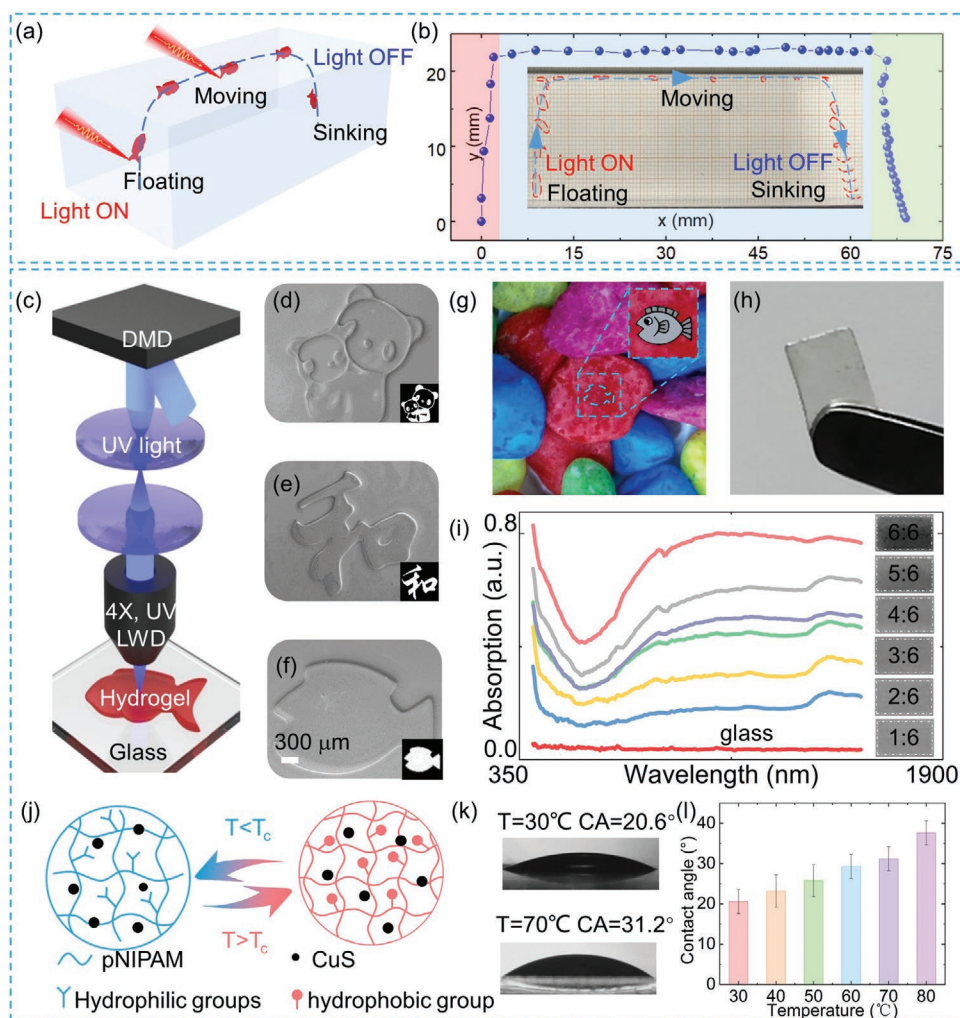 (a)
Light OFF
Moving
Sinking
Floating
Light ON
(b)
20
10
0
y (mm)
Moving
Light ON
Floating
Light OFF
Sinking
x (mm)
0
15
30
45
60
75
(c)
DMD
UV light
4X, UV
LWD
Hydrogel
Glass
(d)
(e)
和
(f)
300 μm
(g)
(h)
(i)
0.8
Absorption (a.u.)
0.0
glass
350
Wavelength (nm)
1900
6:6
5:6
4:6
3:6
2:6
1:6
(j)
T<Tc
T>Tc
pNIPAM
CuS
Hydrophilic groups
hydrophobic group
(k)
T=30℃ CA=20.6°
T=70℃ CA=31.2°
(l)
40
30
20
10
0
Contact angle (°)
30
40
50
60
70
80
Temperature (℃)